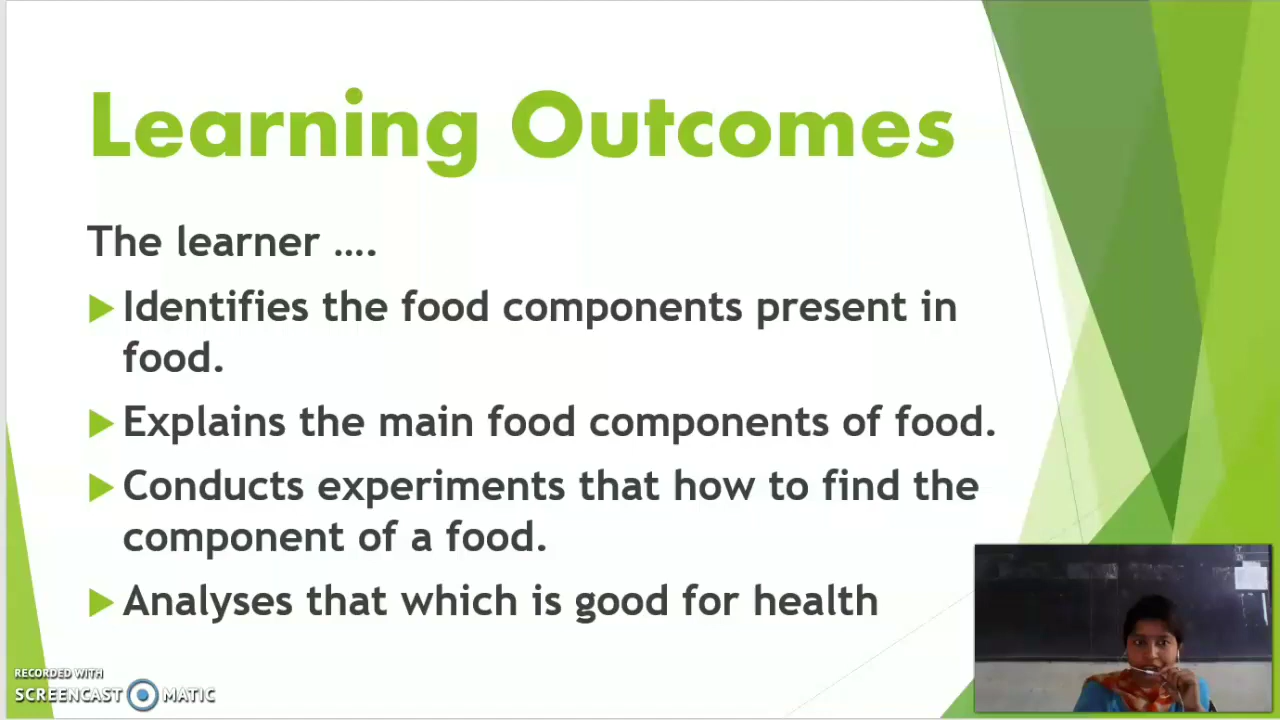 Learning Outcomes
The learner ....
Identifies the food components present in
food.
Explains the main food components of food.
Conducts experiments that how to find the
component of a food.
Analyses that which is good for health
RECORDED WITH
SCREENCAST MATIC